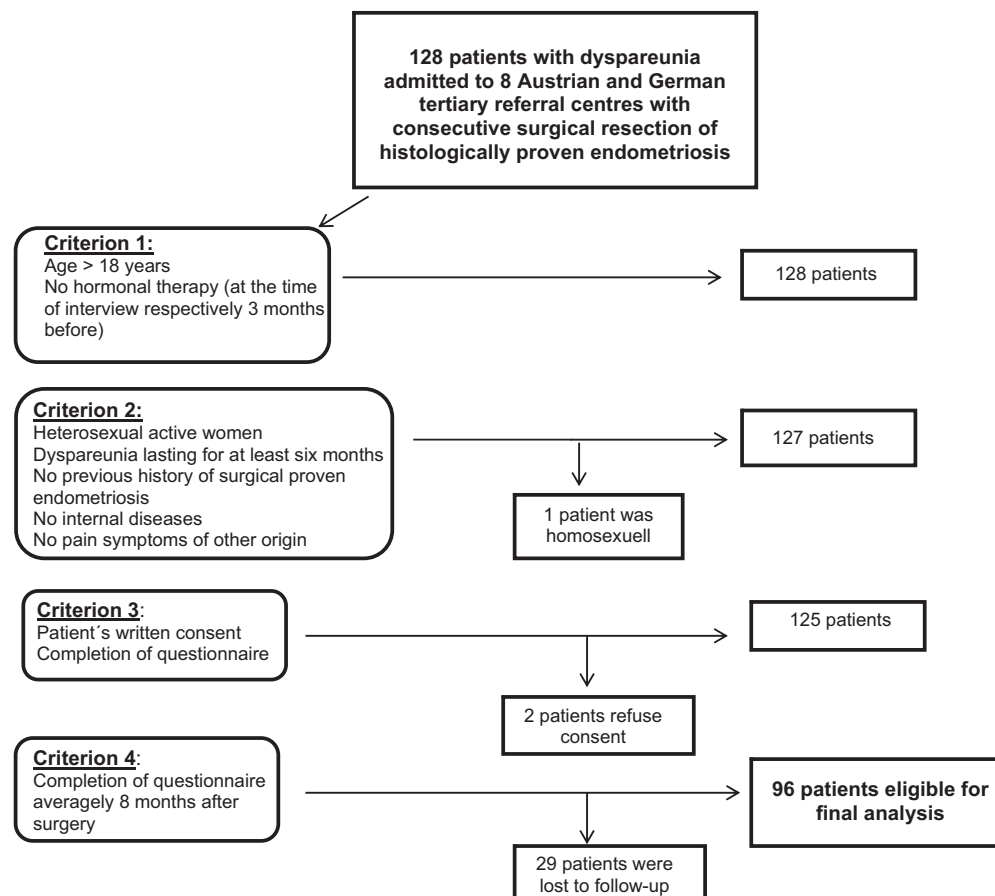 128 patients with dyspareunia
admitted to 8 Austrian and German
tertiary referral centres with
consecutive surgical resection of
histologically proven endometriosis
Criterion 1:
Age > 18 years
No hormonal therapy (at the time
of interview respectively 3 months
before)
128 patients
Criterion 2:
Heterosexual active women
Dyspareunia lasting for at least six months
No previous history of surgical proven
endometriosis
No internal diseases
No pain symptoms of other origin
127 patients
1 patient was
homosexuell
Criterion 3:
Patient´s written consent
Completion of questionnaire
125 patients
2 patients refuse
consent
Criterion 4:
Completion of questionnaire
averagely 8 months after
surgery
96 patients eligible for
final analysis
29 patients were
lost to follow-up